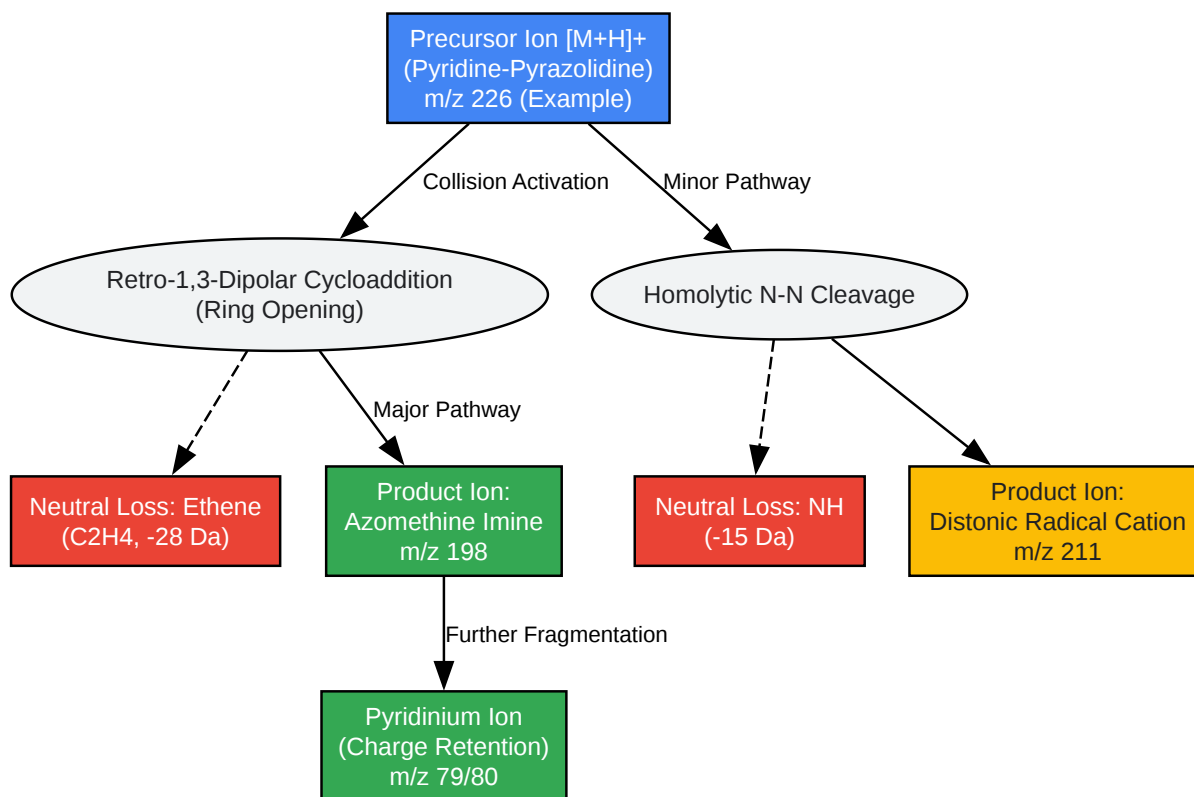 Precursor Ion [M+H]+
(Pyridine-Pyrazolidine)
m/z 226 (Example)
Collision Activation
Minor Pathway
Retro-1,3-Dipolar Cycloaddition
(Ring Opening)
Homolytic N-N Cleavage
Major Pathway
Neutral Loss: Ethene
(C2H4, -28 Da)
Product Ion:
Azomethine Imine
m/z 198
Neutral Loss: NH
(-15 Da)
Product Ion:
Distonic Radical Cation
m/z 211
Further Fragmentation
Pyridinium Ion
(Charge Retention)
m/z 79/80